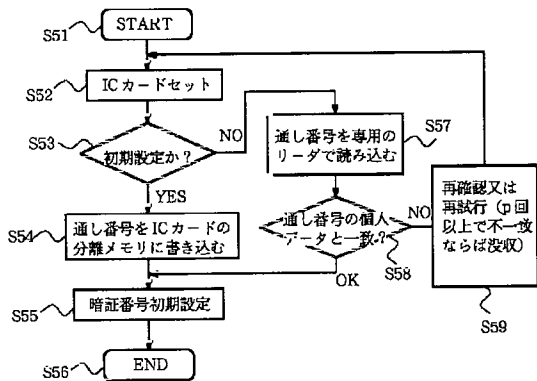 S51
START
S52
ICカードセット
S53
初期設定か?
NO
YES
S54
通し番号をICカードの
分離メモリに書き込む
S55
暗証番号初期設定
S56
END
S57
通し番号を専用の
リーダで読み込む
通し番号の個人
データと一致?
S58
NO
OK
再確認又は
再試行(p回
以上で不一致
ならば没収)
S59